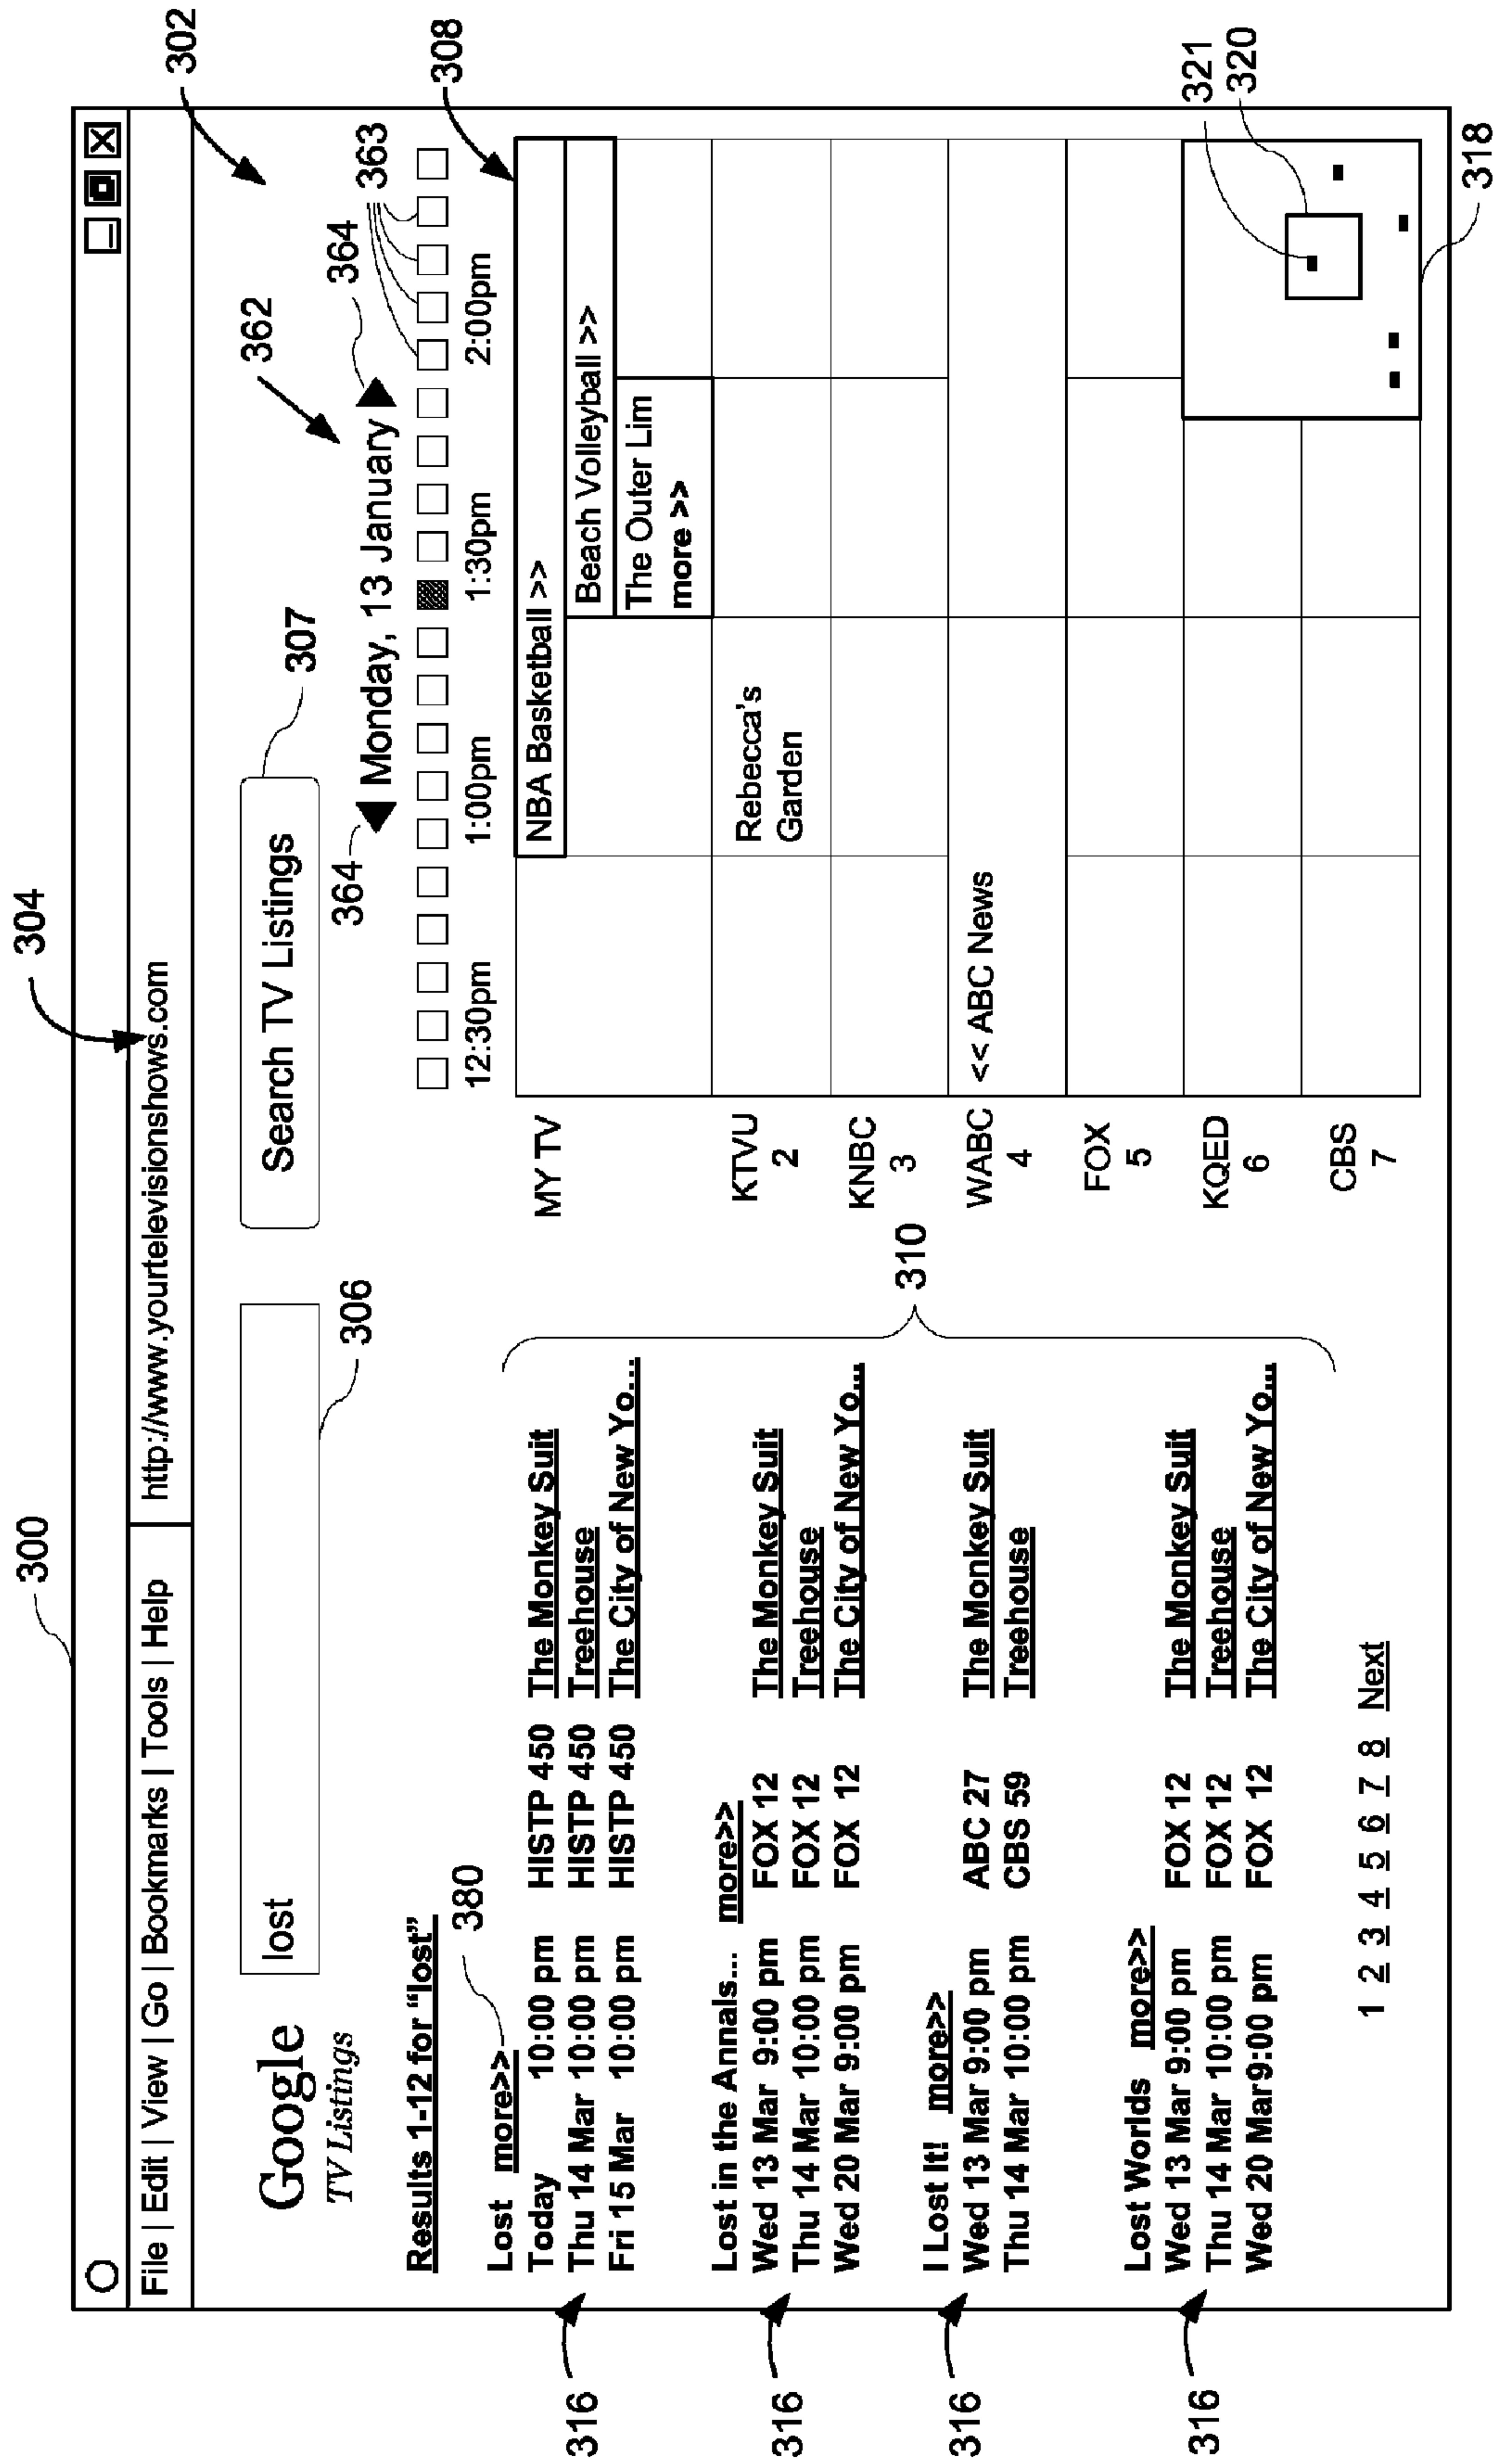 300
304
302
File | Edit | View | Go | Bookmarks | Tools | Help
http://www.yourtelevisionshows.com
Google
TV Listings
lost
306
Search TV Listings
307
362
364
Monday, 13 January
364
363
12:30pm 1:00pm 1:30pm 2:00pm
308
Results 1-12 for “lost”
380
Lost more>>
Today 10:00 pm HISTP 450 The Monkey Suit
Thu 14 Mar 10:00 pm HISTP 450 Treehouse
Fri 15 Mar 10:00 pm HISTP 450 The City of New Yo...
316
Lost in the Annals... more>>
Wed 13 Mar 9:00 pm FOX 12 The Monkey Suit
Thu 14 Mar 10:00 pm FOX 12 Treehouse
Wed 20 Mar 9:00 pm FOX 12 The City of New Yo...
316
I Lost It! more>>
Wed 13 Mar 9:00 pm ABC 27 The Monkey Suit
Thu 14 Mar 10:00 pm CBS 59 Treehouse
316
Lost Worlds more>>
Wed 13 Mar 9:00 pm FOX 12 The Monkey Suit
Thu 14 Mar 10:00 pm FOX 12 Treehouse
Wed 20 Mar9:00 pm FOX 12 The City of New Yo...
316
1 2 3 4 5 6 7 8 Next
310
MY TV
NBA Basketball >>
Beach Volleyball >>
The Outer Lim
more >>
KTVU
2
Rebecca's
Garden
KNBC
3
WABC
4
<< ABC News
FOX
5
KQED
6
CBS
7
321
320
318